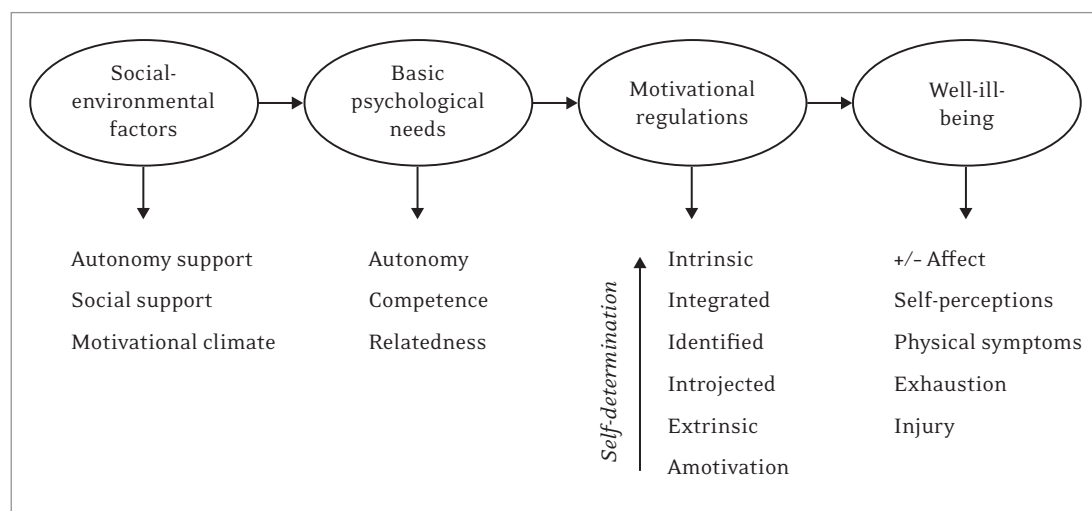 Social-
environmental
factors
Basic
psychological
needs
Motivational
regulations
Well-ill-
being
Autonomy support
Social support
Motivational climate
Autonomy
Competence
Relatedness
Self-determination
Intrinsic
Integrated
Identified
Introjected
Extrinsic
Amotivation
+/– Affect
Self-perceptions
Physical symptoms
Exhaustion
Injury